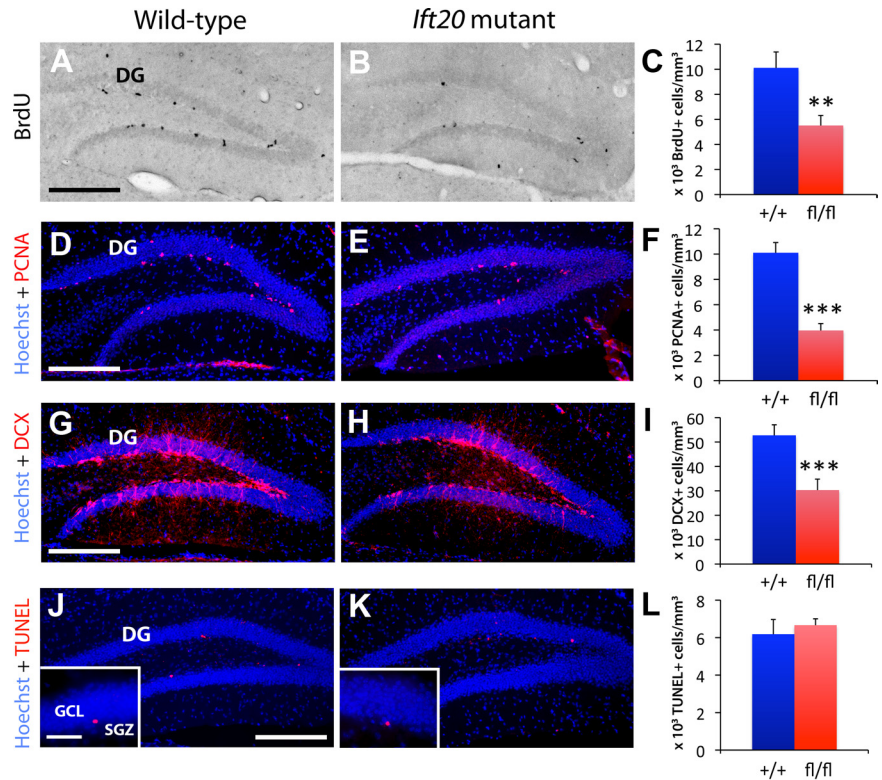 Wild-type
Ift20 mutant
BrdU
A
DG
B
C
x 10³ BrdU+ cells/mm³
12
10
8
6
4
2
0
**
+/+
fl/fl
Hoechst + PCNA
D
DG
E
F
x 10³ PCNA+ cells/mm³
12
10
8
6
4
2
0
***
+/+
fl/fl
Hoechst + DCX
G
DG
H
I
x 10³ DCX+ cells/mm³
60
50
40
30
20
10
0
***
+/+
fl/fl
Hoechst + TUNEL
J
DG
GCL
SGZ
K
L
x 10³ TUNEL+ cells/mm³
8
6
4
2
0
+/+
fl/fl